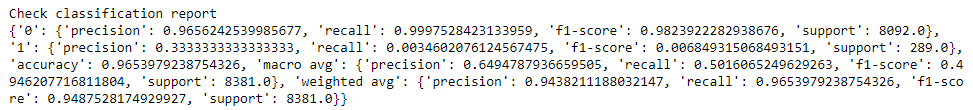 Check classification report
{'0': {'precision': 0.9656242539985677, 'recall': 0.9997528423133959, 'f1-score': 0.9823922282938676, 'support': 8092.0},
'1': {'precision': 0.3333333333333333, 'recall': 0.0034602076124567475, 'f1-score': 0.006849315068493151, 'support': 289.0},
'accuracy': 0.9653979238754326, 'macro avg': {'precision': 0.6494787936659505, 'recall': 0.5016065249629263, 'f1-score': 0.4
946207716811804, 'support': 8381.0}, 'weighted avg': {'precision': 0.9438211188032147, 'recall': 0.9653979238754326, 'f1-sco
re': 0.9487528174929927, 'support': 8381.0}}